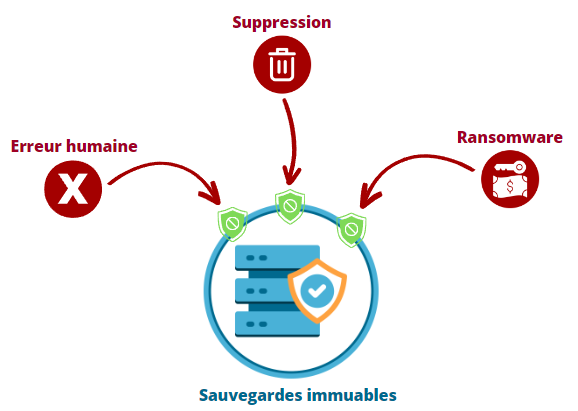 Suppression
Erreur humaine
Ransomware
X
$
Sauvegardes immuables